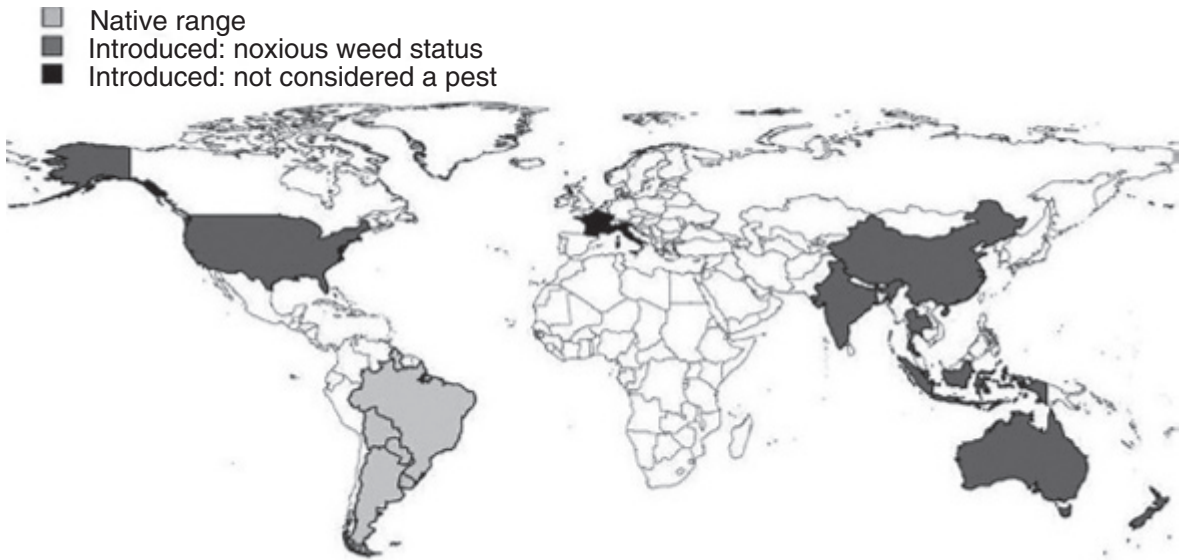 Native range
Introduced: noxious weed status
Introduced: not considered a pest